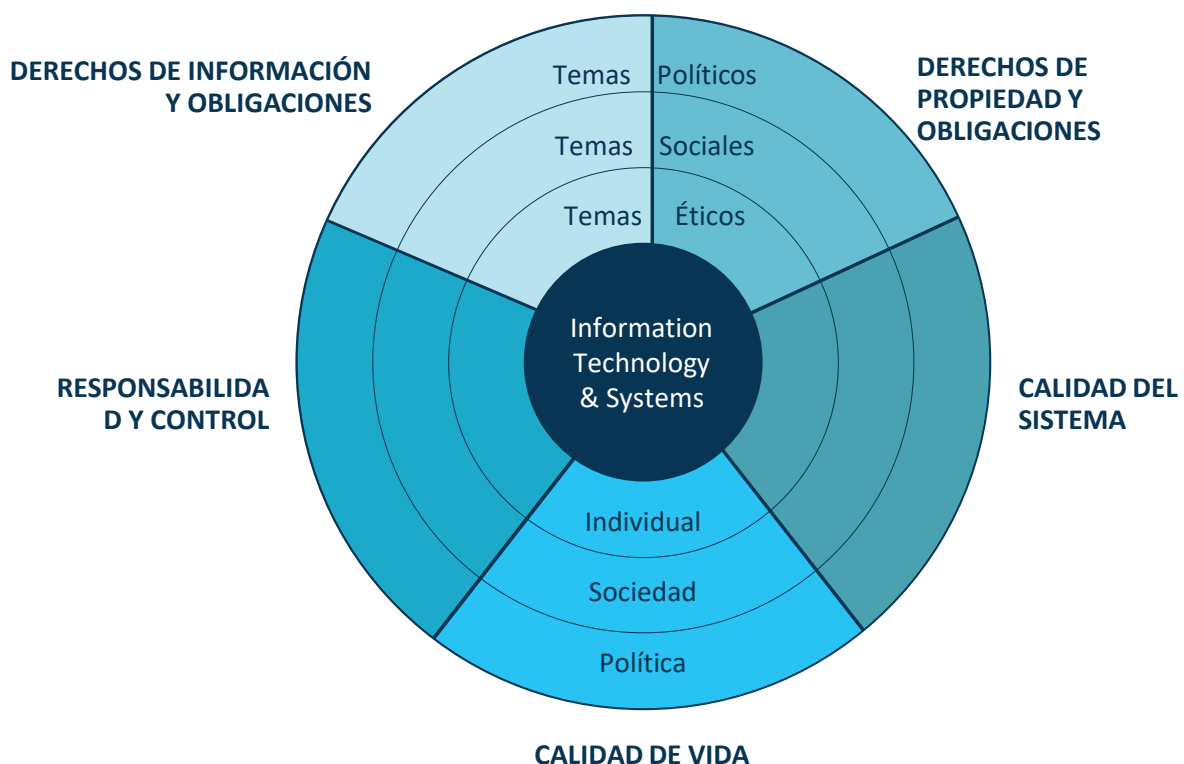 DERECHOS DE INFORMACIÓN
Y OBLIGACIONES
Temas Políticos
Temas Sociales
Temas Éticos
DERECHOS DE
PROPIEDAD Y
OBLIGACIONES
Information
Technology
& Systems
RESPONSABILIDA
D Y CONTROL
CALIDAD DEL
SISTEMA
Individual
Sociedad
Política
CALIDAD DE VIDA